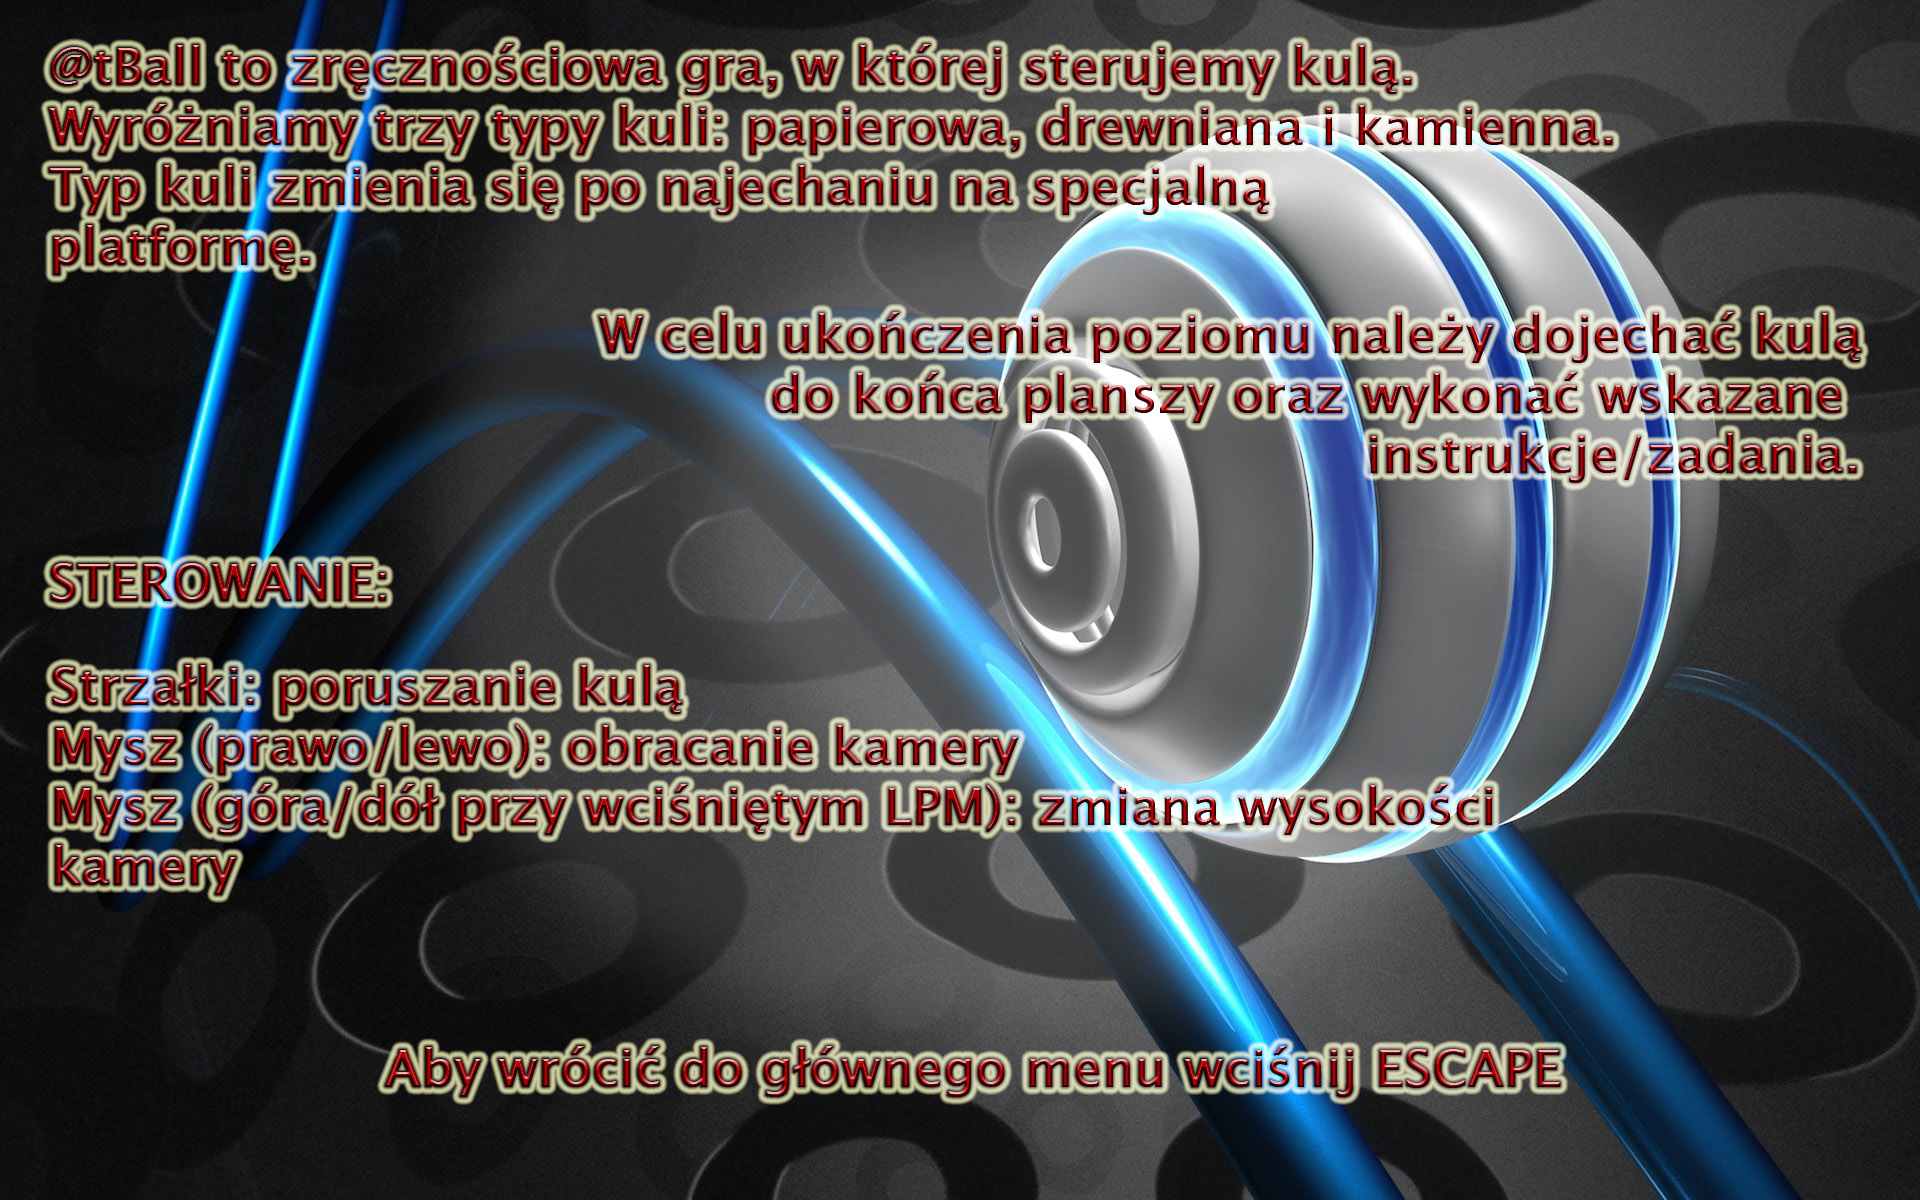 @tBall to zręcznościowa gra, w której sterujemy kulą.
Wyróżniamy trzy typy kuli: papierowa, drewniana i kamienna.
Typ kuli zmienia się po najechaniu na specjalną
platformę.
W celu ukończenia poziomu należy dojechać kulą
do końca planszy oraz wykonać wskazane
instrukcje/zadania.
STEROWANIE:
Strzałki: poruszanie kulą
Mysz (prawo/lewo): obracanie kamery
Mysz (góra/dół przy wciśniętym LPM): zmiana wysokości
kamery
Aby wrócić do głównego menu wciśnij ESCAPE